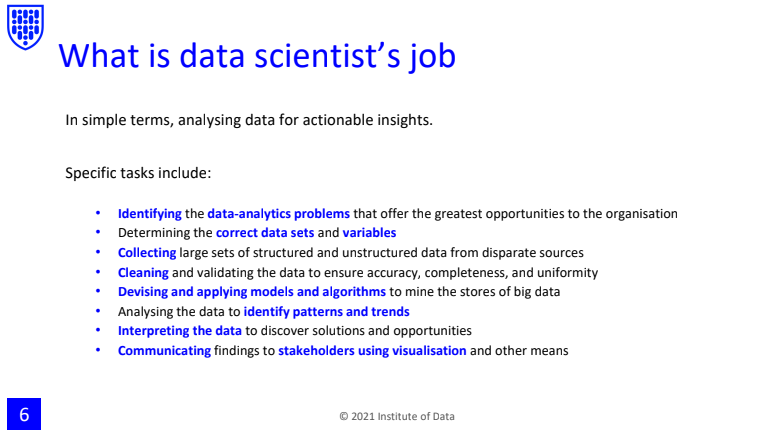 What is data scientist's job
In simple terms, analysing data for actionable insights.
Specific tasks include:
• Identifying the data-analytics problems that offer the greatest opportunities to the organisation
• Determining the correct data sets and variables
• Collecting large sets of structured and unstructured data from disparate sources
• Cleaning and validating the data to ensure accuracy, completeness, and uniformity
• Devising and applying models and algorithms to mine the stores of big data
• Analysing the data to identify patterns and trends
• Interpreting the data to discover solutions and opportunities
• Communicating findings to stakeholders using visualisation and other means
6
© 2021 Institute of Data